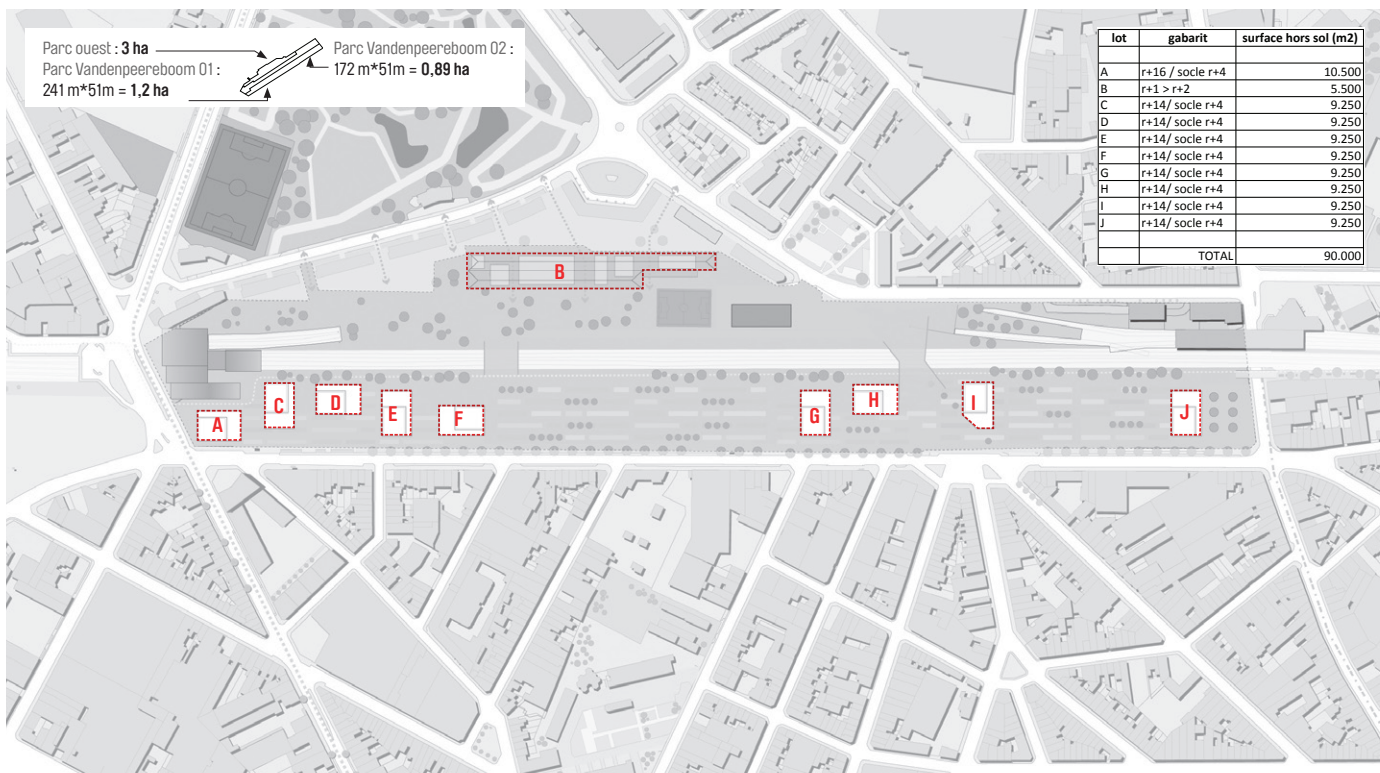 Parc ouest : 3 ha
Parc Vandenpeereboom 01 :
241 m*51m = 1,2 ha
Parc Vandenpeereboom 02 :
172 m*51m = 0,89 ha
lot gabarit surface hors sol (m2)
A r+16 / socle r+4 10.500
B r+1 > r+2 5.500
C r+14/ socle r+4 9.250
D r+14/ socle r+4 9.250
E r+14/ socle r+4 9.250
F r+14/ socle r+4 9.250
G r+14/ socle r+4 9.250
H r+14/ socle r+4 9.250
I r+14/ socle r+4 9.250
J r+14/ socle r+4 9.250
TOTAL 90.000
B
A
C
D
E
F
G
H
I
J